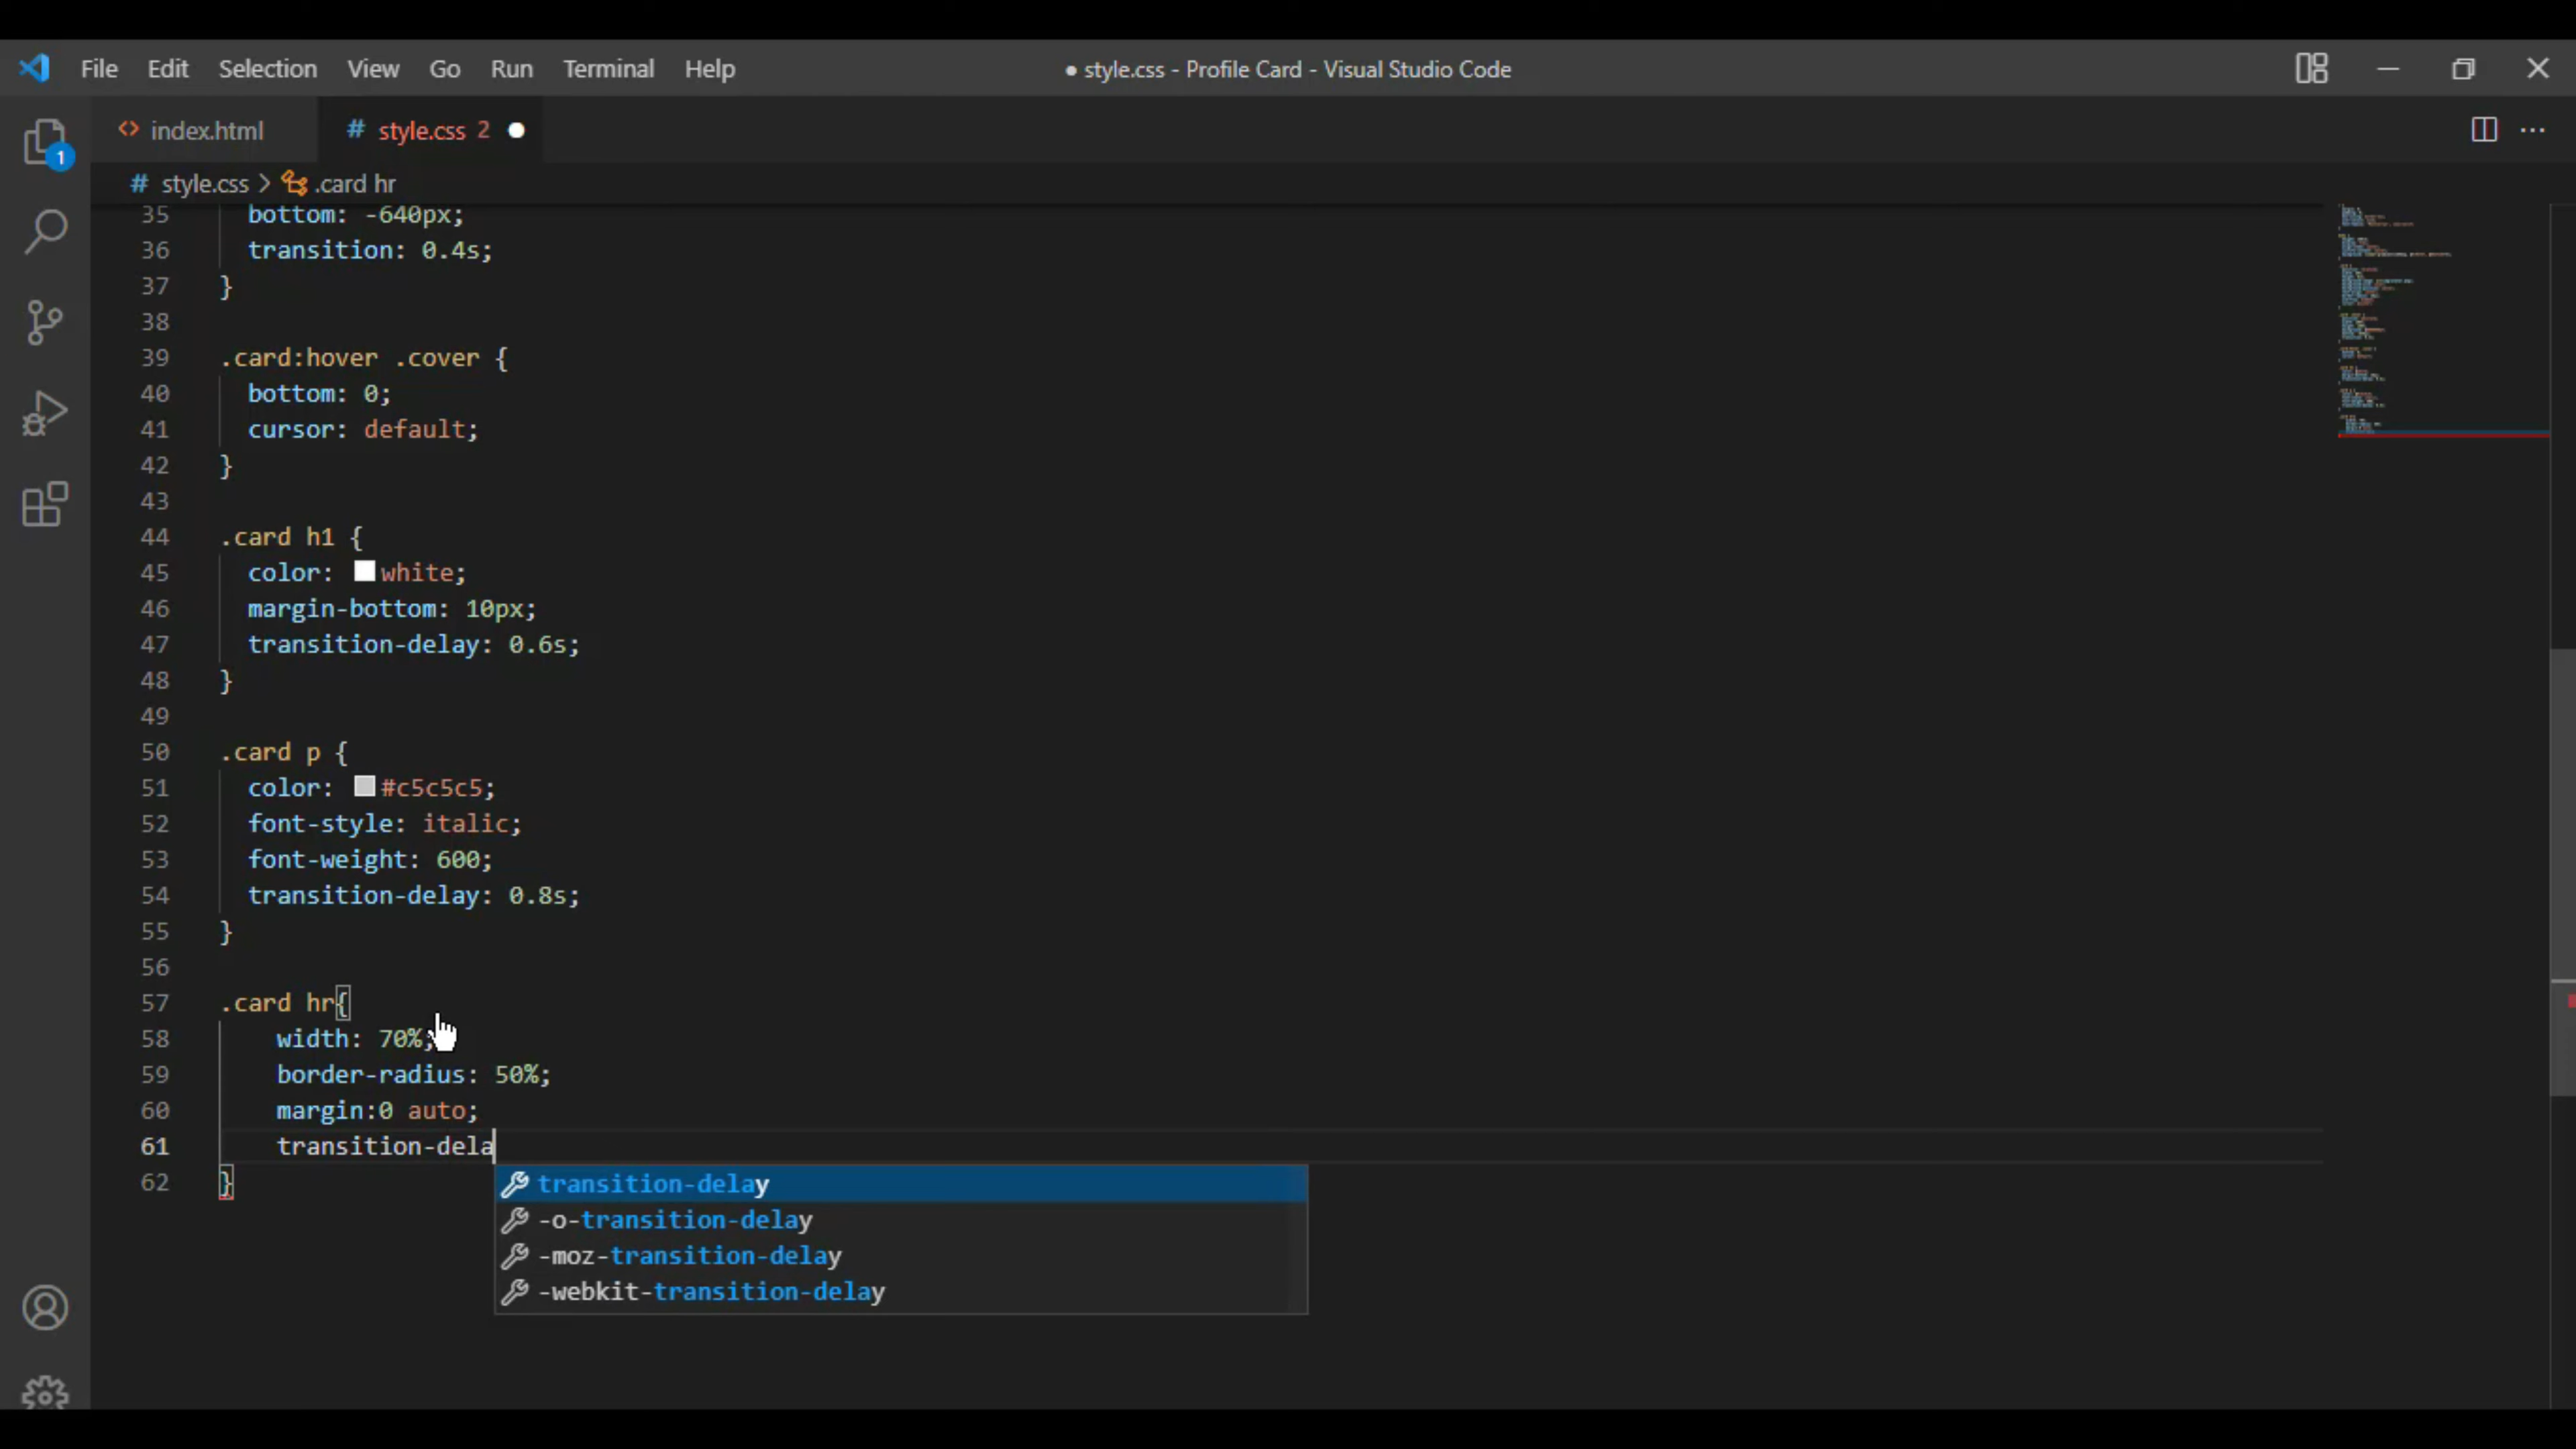 File Edit Selection View Go Run Terminal Help
● style.css - Profile Card - Visual Studio Code
index.html
# style.css 2
1
# style.css > .card hr
35 bottom: -640px;
36 transition: 0.4s;
37 }
38
39 .card:hover .cover {
40 bottom: 0;
41 cursor: default;
42 }
43
44 .card h1 {
45 color: white;
46 margin-bottom: 10px;
47 transition-delay: 0.6s;
48 }
49
50 .card p {
51 color: #c5c5c5;
52 font-style: italic;
53 font-weight: 600;
54 transition-delay: 0.8s;
55 }
56
57 .card hr{
58 width: 70%;
59 border-radius: 50%;
60 margin:0 auto;
61 transition-dela
62 }
transition-delay
-o-transition-delay
-moz-transition-delay
-webkit-transition-delay